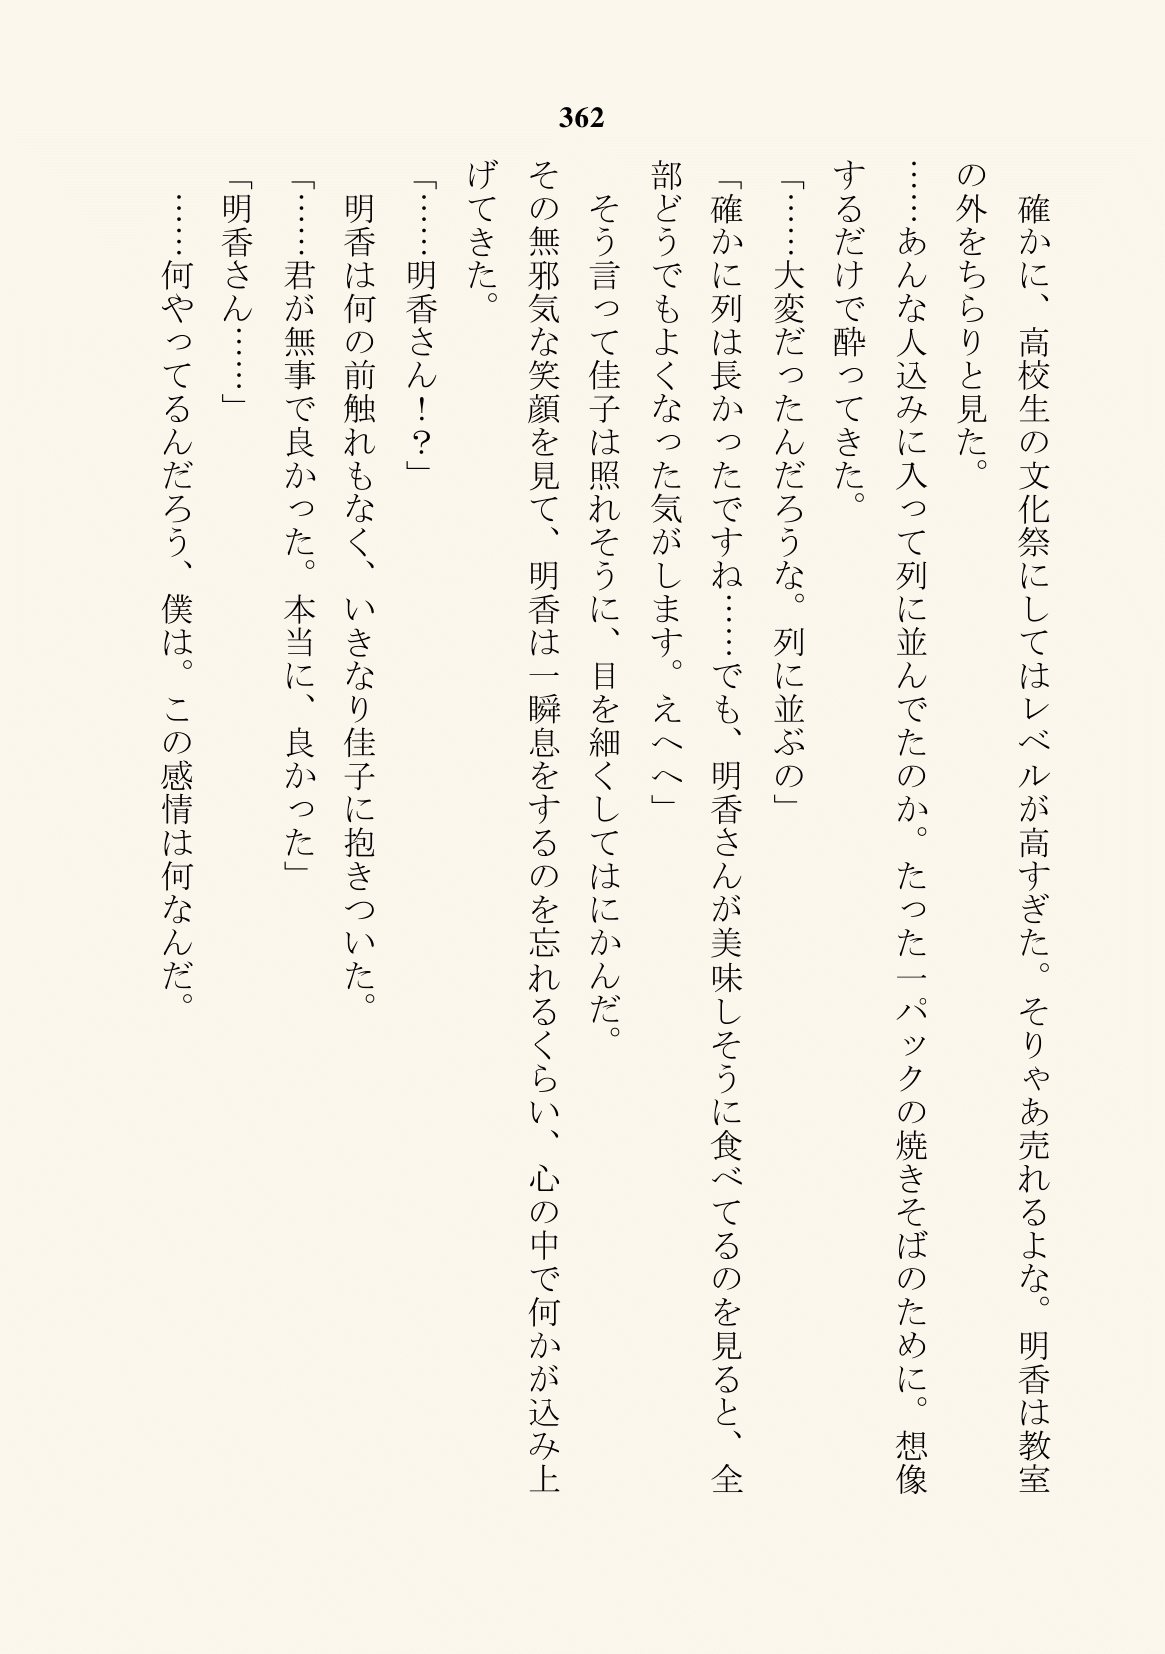 362
確かに、高校生の文化祭にしてはレベルが高すぎた。そりゃあ売れるよな。明香は教室
の外をちらりと見た。
……あんな人込みに入って列に並んでたのか。たった一パックの焼きそばのために。想像
するだけで酔ってきた。
「……大変だったんだろうな。列に並ぶの」
「確かに列は長かったですね……でも、明香さんが美味しそうに食べてるのを見ると、全
部どうでもよくなった気がします。えへへ」
そう言って佳子は照れそうに、目を細くしてはにかんだ。
その無邪気な笑顔を見て、明香は一瞬息をするのを忘れるくらい、心の中で何かが込み上
げてきた。
「……明香さん！？」
明香は何の前触れもなく、いきなり佳子に抱きついた。
「……君が無事で良かった。本当に、良かった」
「明香さん……」
……何やってるんだろう、僕は。この感情は何なんだ。